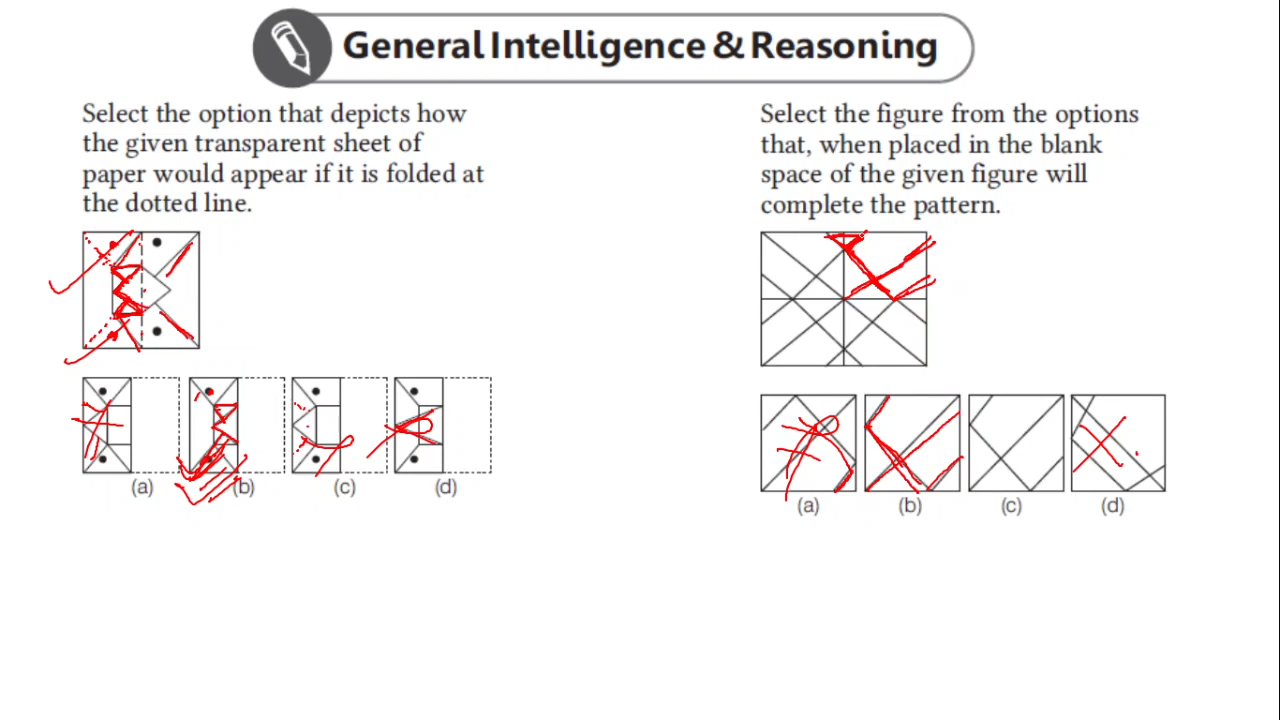 General Intelligence & Reasoning
Select the option that depicts how
the given transparent sheet of
paper would appear if it is folded at
the dotted line.
(a)
(b)
(c)
(d)
Select the figure from the options
that, when placed in the blank
space of the given figure will
complete the pattern.
(a)
(b)
(c)
(d)